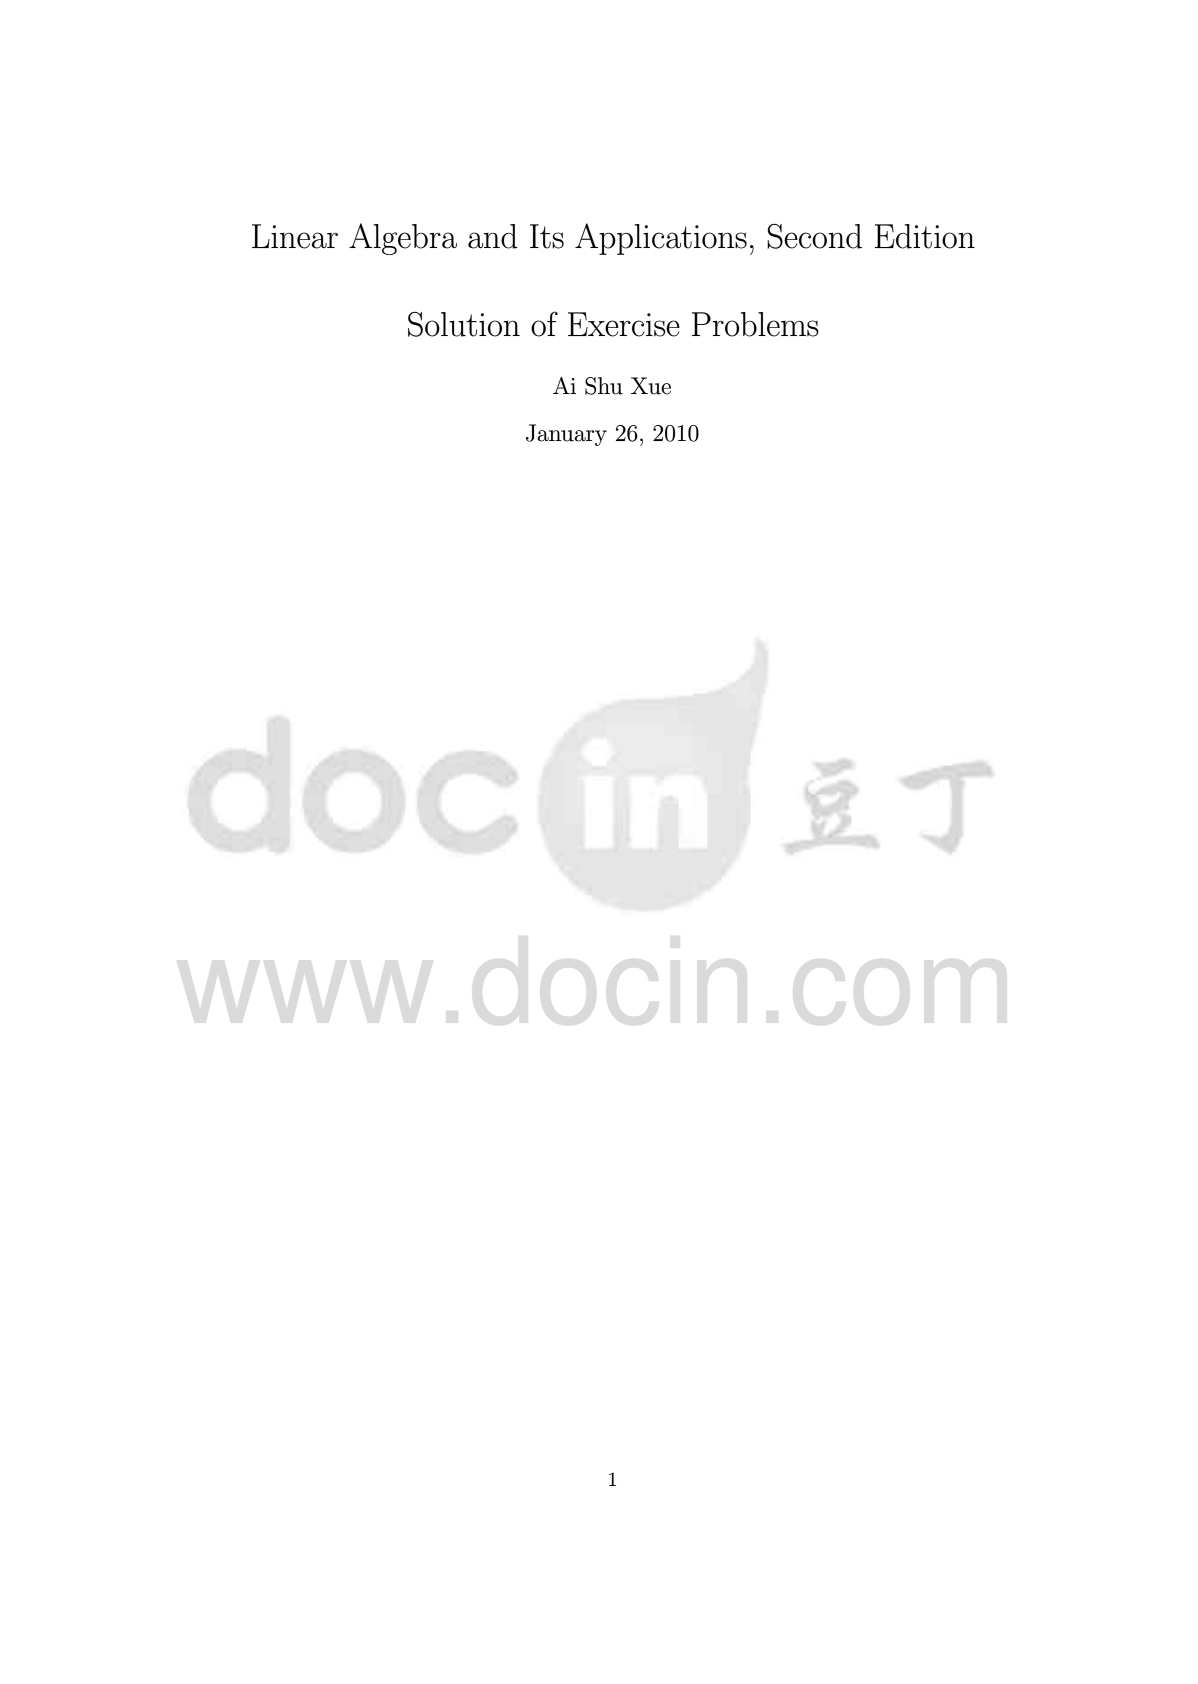 Linear Algebra and Its Applications, Second Edition
Solution of Exercise Problems
Ai Shu Xue
January 26, 2010
docin 豆丁
www.docin.com
1